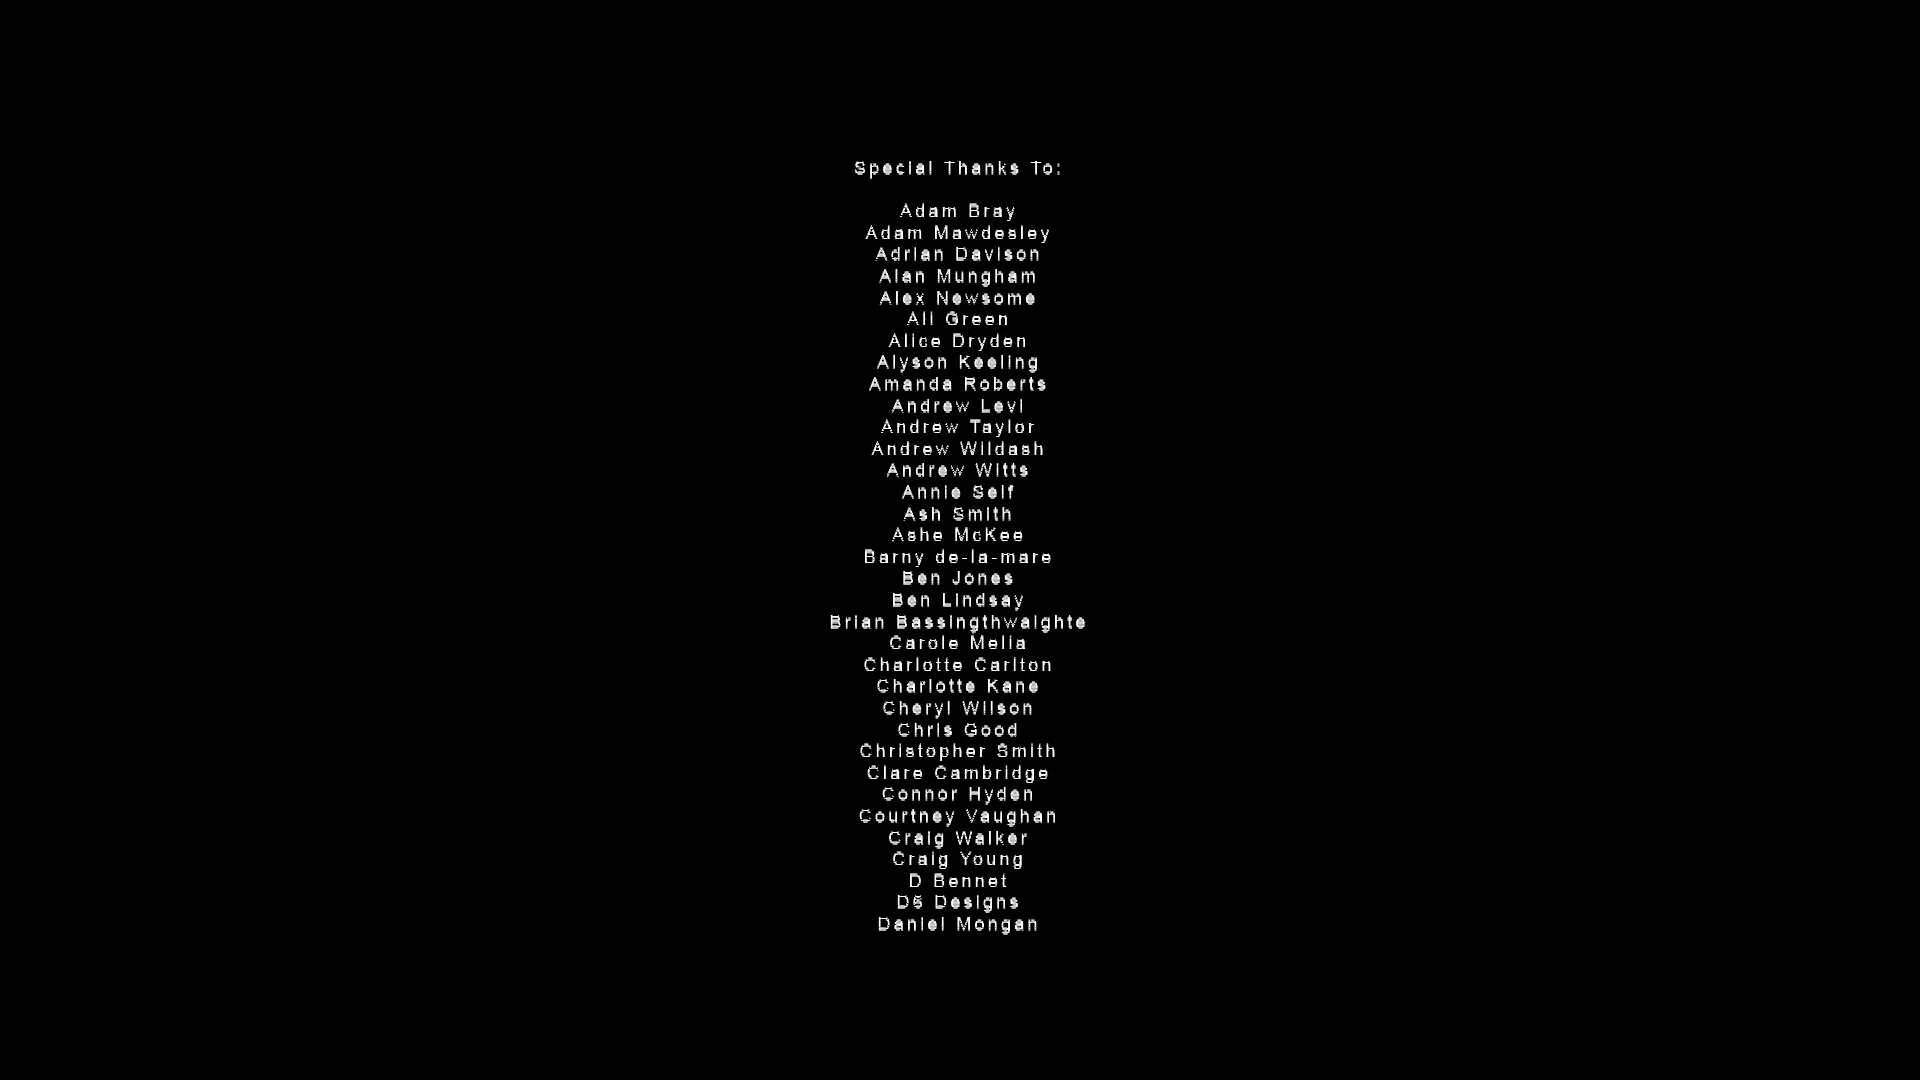 Special Thanks To:
Adam Bray
Adam Mawdesley
Adrian Davison
Alan Mungham
Alex Newsome
Ali Green
Alice Dryden
Alyson Keeling
Amanda Roberts
Andrew Levi
Andrew Taylor
Andrew Wildash
Andrew Witts
Annie Self
Ash Smith
Ashe McKee
Barny de-la-mare
Ben Jones
Ben Lindsay
Brian Bassingthwaighte
Carole Melia
Charlotte Carlton
Charlotte Kane
Cheryl Wilson
Chris Good
Christopher Smith
Clare Cambridge
Connor Hyden
Courtney Vaughan
Craig Walker
Craig Young
D Bennet
Designs
Daniel Mongan